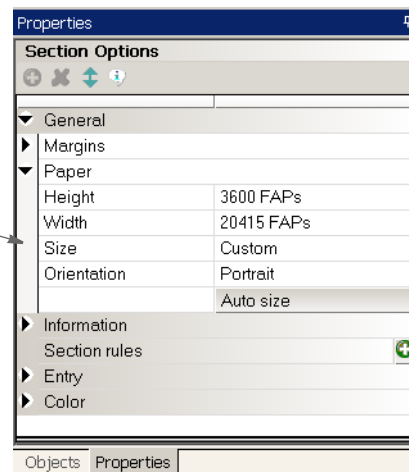 Properties
Section Options
General
Margins
Paper
Height 3600 FAPs
Width 20415 FAPs
Size Custom
Orientation Portrait
Auto size
Information
Section rules
Entry
Color
Objects Properties